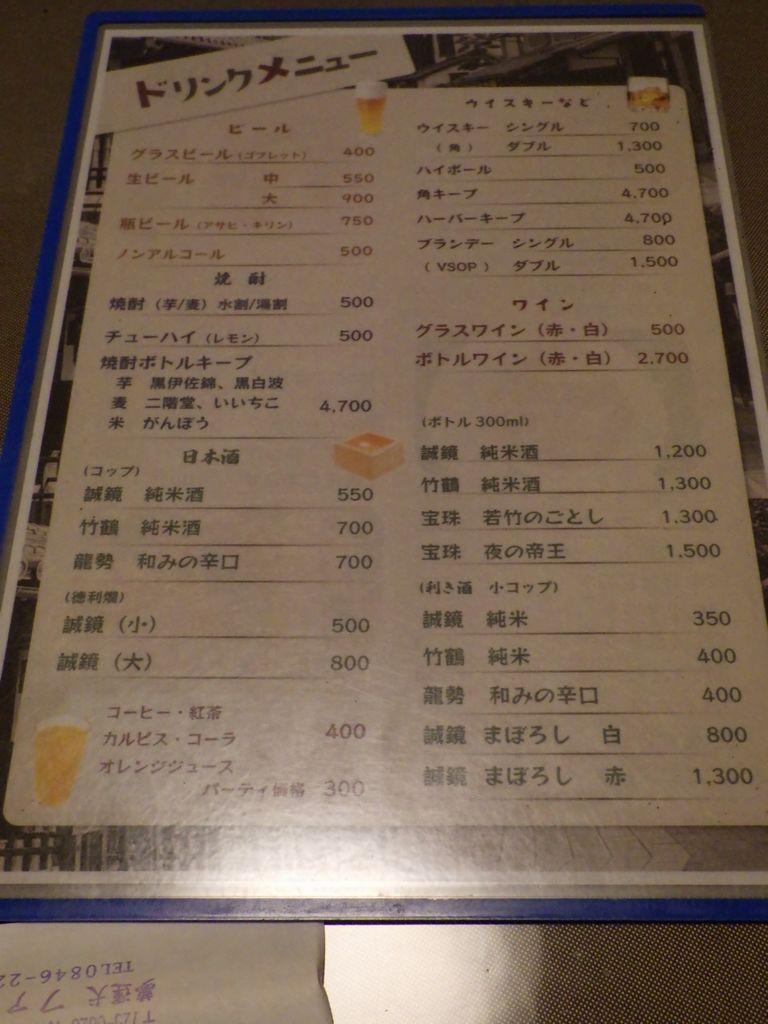 ドリンクメニュー
ビール
グラスビール（ゴブレット） 400
生ビール 中 550
大 900
瓶ビール（アサヒ・キリン） 750
ノンアルコール 500
焼酎
焼酎（芋/麦）水割/湯割 500
チューハイ（レモン） 500
焼酎ボトルキープ
芋 黒伊佐錦、黒白波
麦 二階堂、いいちこ 4,700
米 がんぼう
日本酒
（コップ）
誠鏡 純米酒 550
竹鶴 純米酒 700
龍勢 和みの辛口 700
（徳利燗）
誠鏡（小） 500
誠鏡（大） 800
コーヒー・紅茶
カルピス・コーラ 400
オレンジジュース
パーティ価格 300
ウイスキーなど
ウイスキー シングル 700
（角） ダブル 1,300
ハイボール 500
角キープ 4,700
ハーバーキープ 4,700
ブランデー シングル 800
（VSOP） ダブル 1.500
ワイン
グラスワイン（赤・白） 500
ボトルワイン（赤・白） 2.700
（ボトル 300ml）
誠鏡 純米酒 1,200
竹鶴 純米酒 1,300
宝珠 若竹のごとし 1.300
宝珠 夜の帝王 1.500
（利き酒 小コップ）
誠鏡 純米 350
竹鶴 純米 400
龍勢 和みの辛口 400
誠鏡 まぼろし 白 800
誠鏡 まぼろし 赤 1,300
TEL0846-22